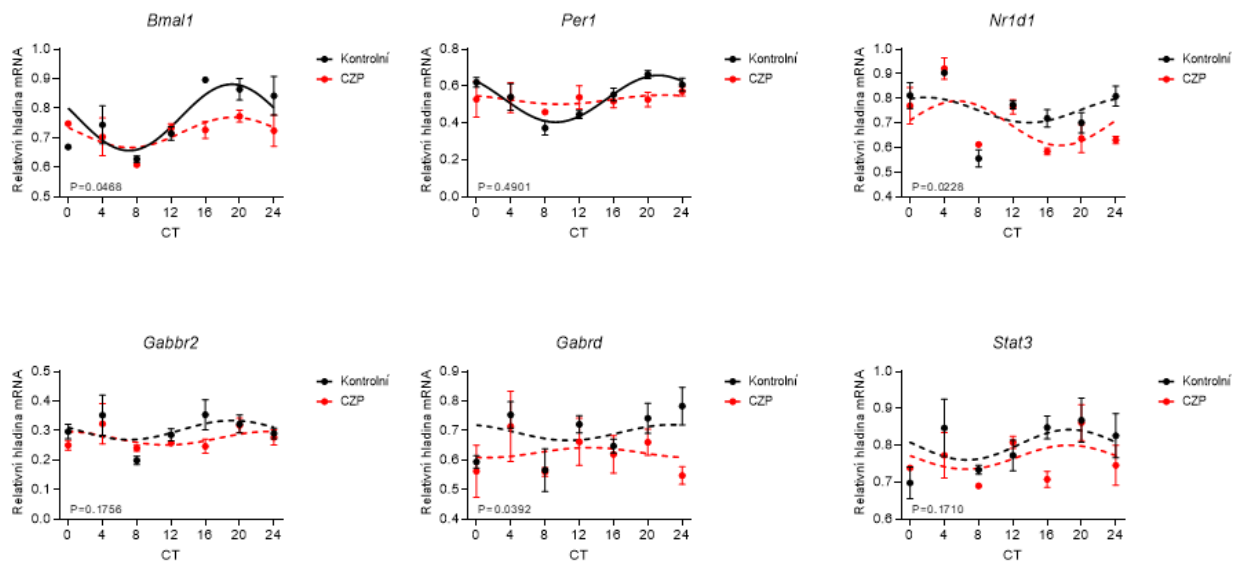 Bmal1
Relativní hladina mRNA
1.0
0.9
0.8
0.7
0.6
0.5
P=0.0468
0 4 8 12 16 20 24
CT
Kontrolní
CZP
Per1
Relativní hladina mRNA
0.8
0.6
0.4
0.2
0.0
P=0.4901
0 4 8 12 16 20 24
CT
Kontrolní
CZP
Nr1d1
Relativní hladina mRNA
1.0
0.9
0.8
0.7
0.6
0.5
0.4
P=0.0228
0 4 8 12 16 20 24
CT
Kontrolní
CZP
Gabbr2
Relativní hladina mRNA
0.5
0.4
0.3
0.2
0.1
0.0
P=0.1756
0 4 8 12 16 20 24
CT
Kontrolní
CZP
Gabrd
Relativní hladina mRNA
0.9
0.8
0.7
0.6
0.5
0.4
P=0.0392
0 4 8 12 16 20 24
CT
Kontrolní
CZP
Stat3
Relativní hladina mRNA
1.0
0.9
0.8
0.7
0.6
P=0.1710
0 4 8 12 16 20 24
CT
Kontrolní
CZP